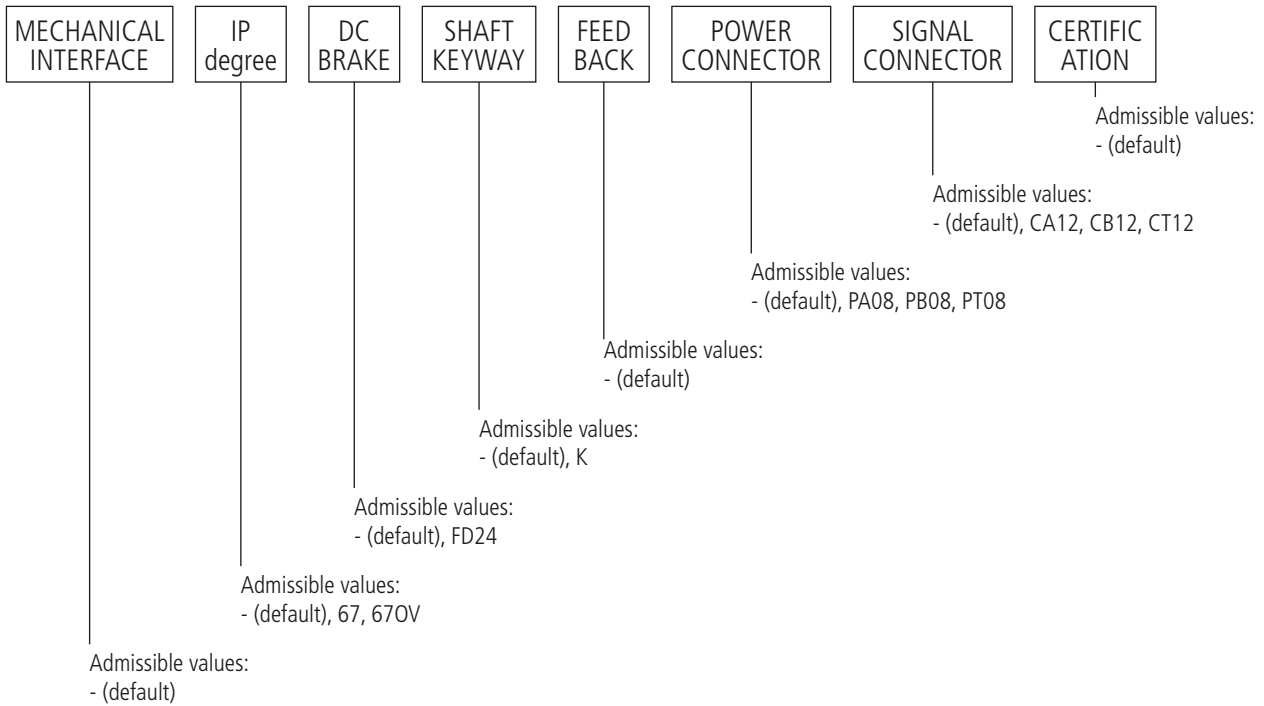 MECHANICAL
INTERFACE
IP
degree
DC
BRAKE
SHAFT
KEYWAY
FEED
BACK
POWER
CONNECTOR
SIGNAL
CONNECTOR
CERTIFIC
ATION
Admissible values:
- (default)
Admissible values:
- (default), CA12, CB12, CT12
Admissible values:
- (default), PA08, PB08, PT08
Admissible values:
- (default)
Admissible values:
- (default), K
Admissible values:
- (default), FD24
Admissible values:
- (default), 67, 67OV
Admissible values:
- (default)